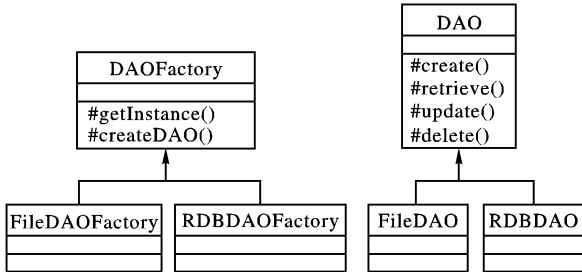 DAO
#create()
#retrieve()
#update()
#delete()
DAOFactory
#getInstance()
#createDAO()
FileDAOFactory
RDBDAOFactory
FileDAO
RDBDAO